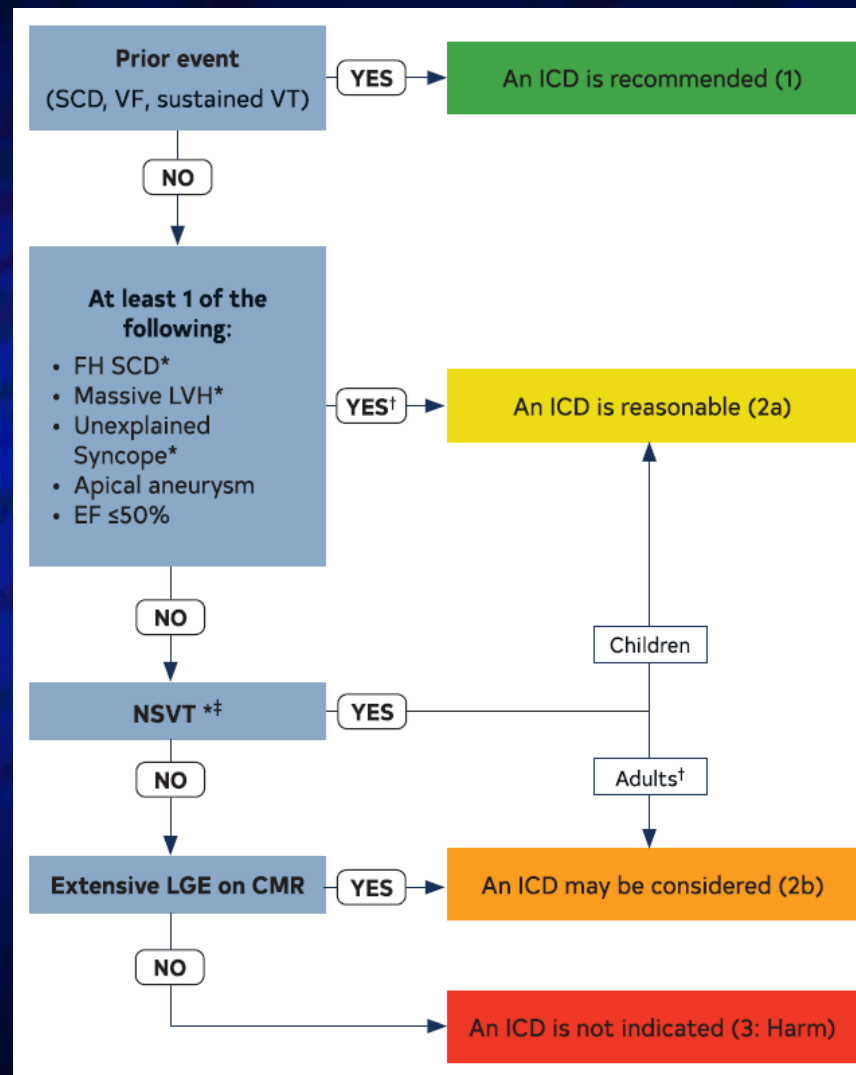 Prior event
(SCD, VF, sustained VT)
YES
An ICD is recommended (1)
NO
At least 1 of the
following:
• FH SCD*
• Massive LVH*
• Unexplained
Syncope*
• Apical aneurysm
• EF ≤50%
YES†
An ICD is reasonable (2a)
NO
Children
NSVT *‡
YES
NO
Adults†
Extensive LGE on CMR
YES
An ICD may be considered (2b)
NO
An ICD is not indicated (3: Harm)